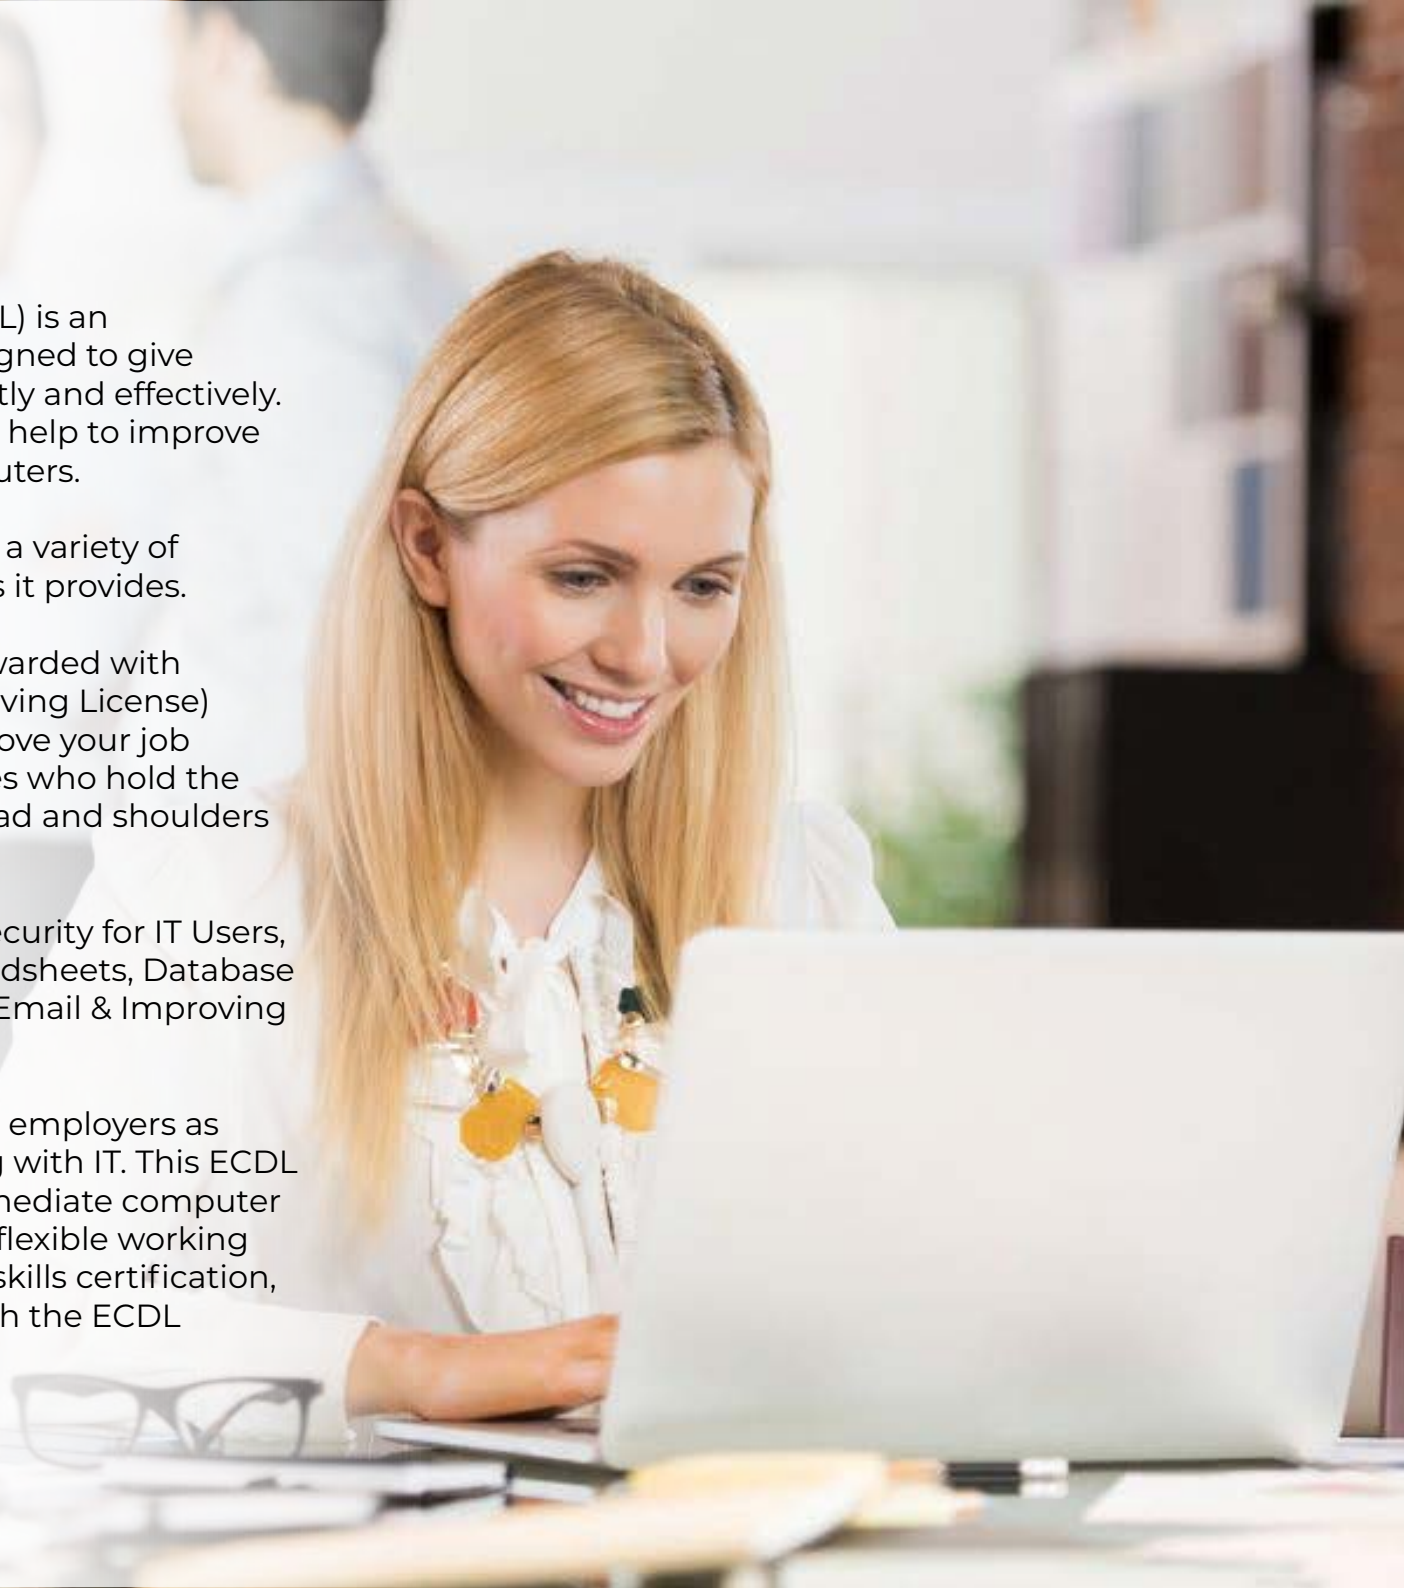 L) is an
gned to give
tly and effectively.
help to improve
uters.
a variety of
s it provides.
warded with
ving License)
ove your job
es who hold the
ad and shoulders
ecurity for IT Users,
dsheets, Database
Email & Improving
employers as
g with IT. This ECDL
mediate computer
flexible working
skills certification,
h the ECDL